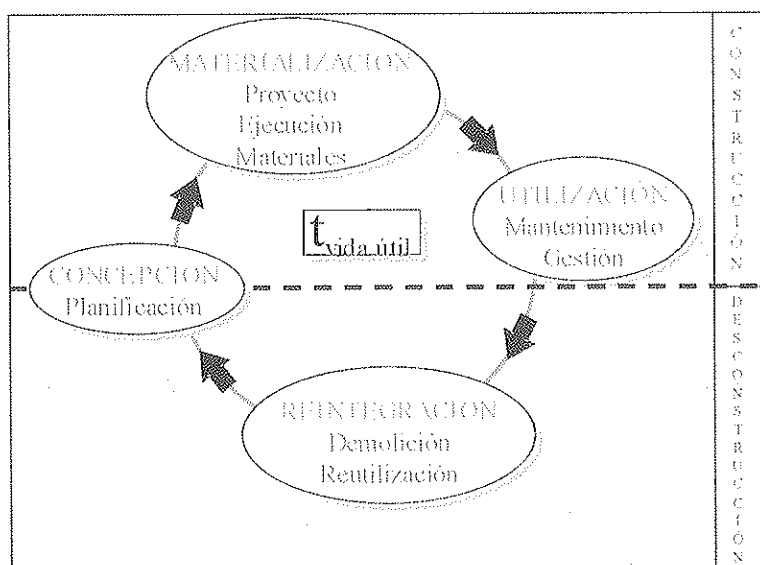 MATERIALIZACION
Proyecto
Ejecución
Materiales
UTILIZACIÓN
Mantenimiento
Gestión
t vida útil
CONCEPCION
Planificación
REINTEGRACION
Demolición
Reutilización
CONSTRUCCIÓN
DESCONSTRUCCIÓN